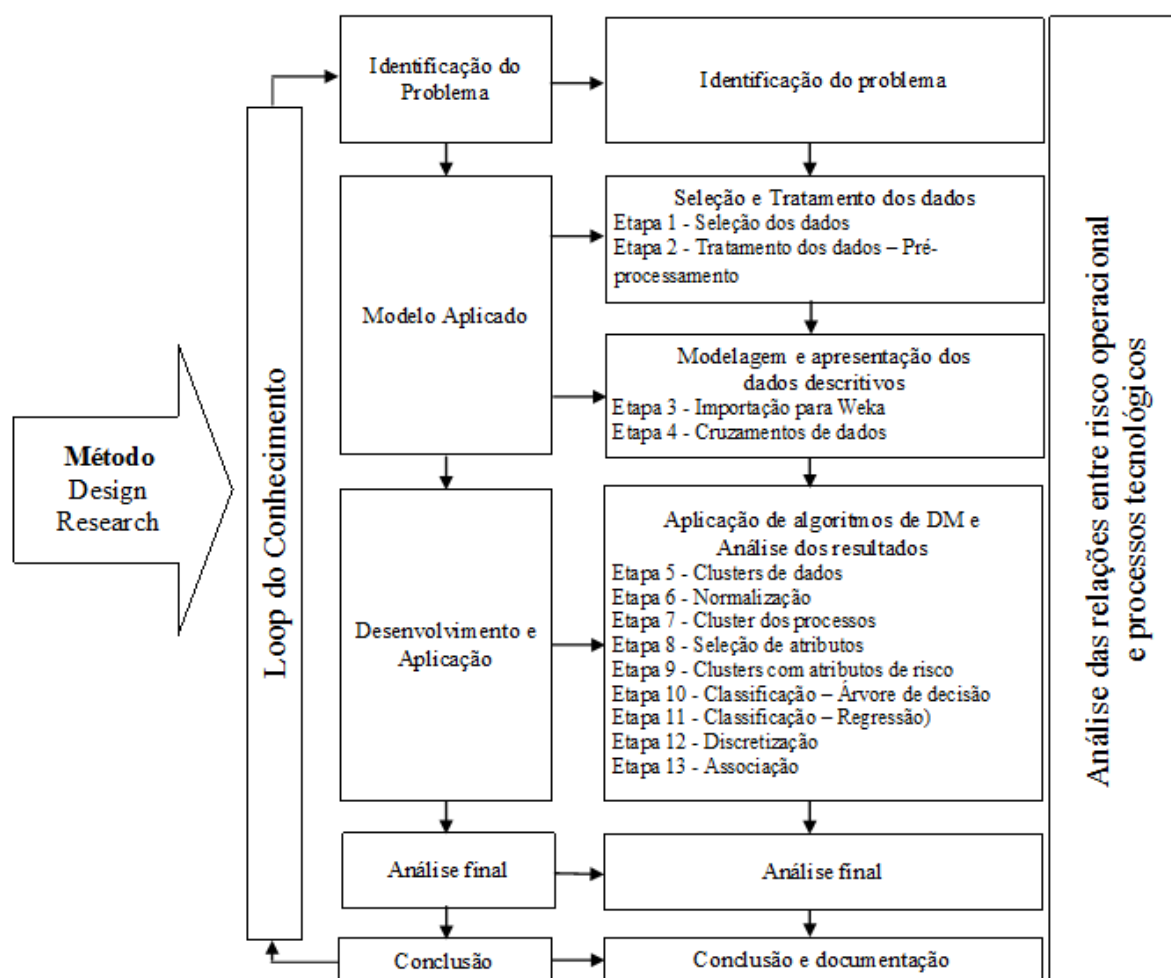 Método
Design
Research
Loop do Conhecimento
Identificação do
Problema
Modelo Aplicado
Desenvolvimento e
Aplicação
Análise final
Conclusão
Identificação do problema
Seleção e Tratamento dos dados
Etapa 1 - Seleção dos dados
Etapa 2 - Tratamento dos dados – Pré-
processamento
Modelagem e apresentação dos
dados descritivos
Etapa 3 - Importação para Weka
Etapa 4 - Cruzamentos de dados
Aplicação de algoritmos de DM e
Análise dos resultados
Etapa 5 - Clusters de dados
Etapa 6 - Normalização
Etapa 7 - Cluster dos processos
Etapa 8 - Seleção de atributos
Etapa 9 - Clusters com atributos de risco
Etapa 10 - Classificação – Árvore de decisão
Etapa 11 - Classificação – Regressão)
Etapa 12 - Discretização
Etapa 13 - Associação
Análise final
Conclusão e documentação
Análise das relações entre risco operacional
e processos tecnológicos